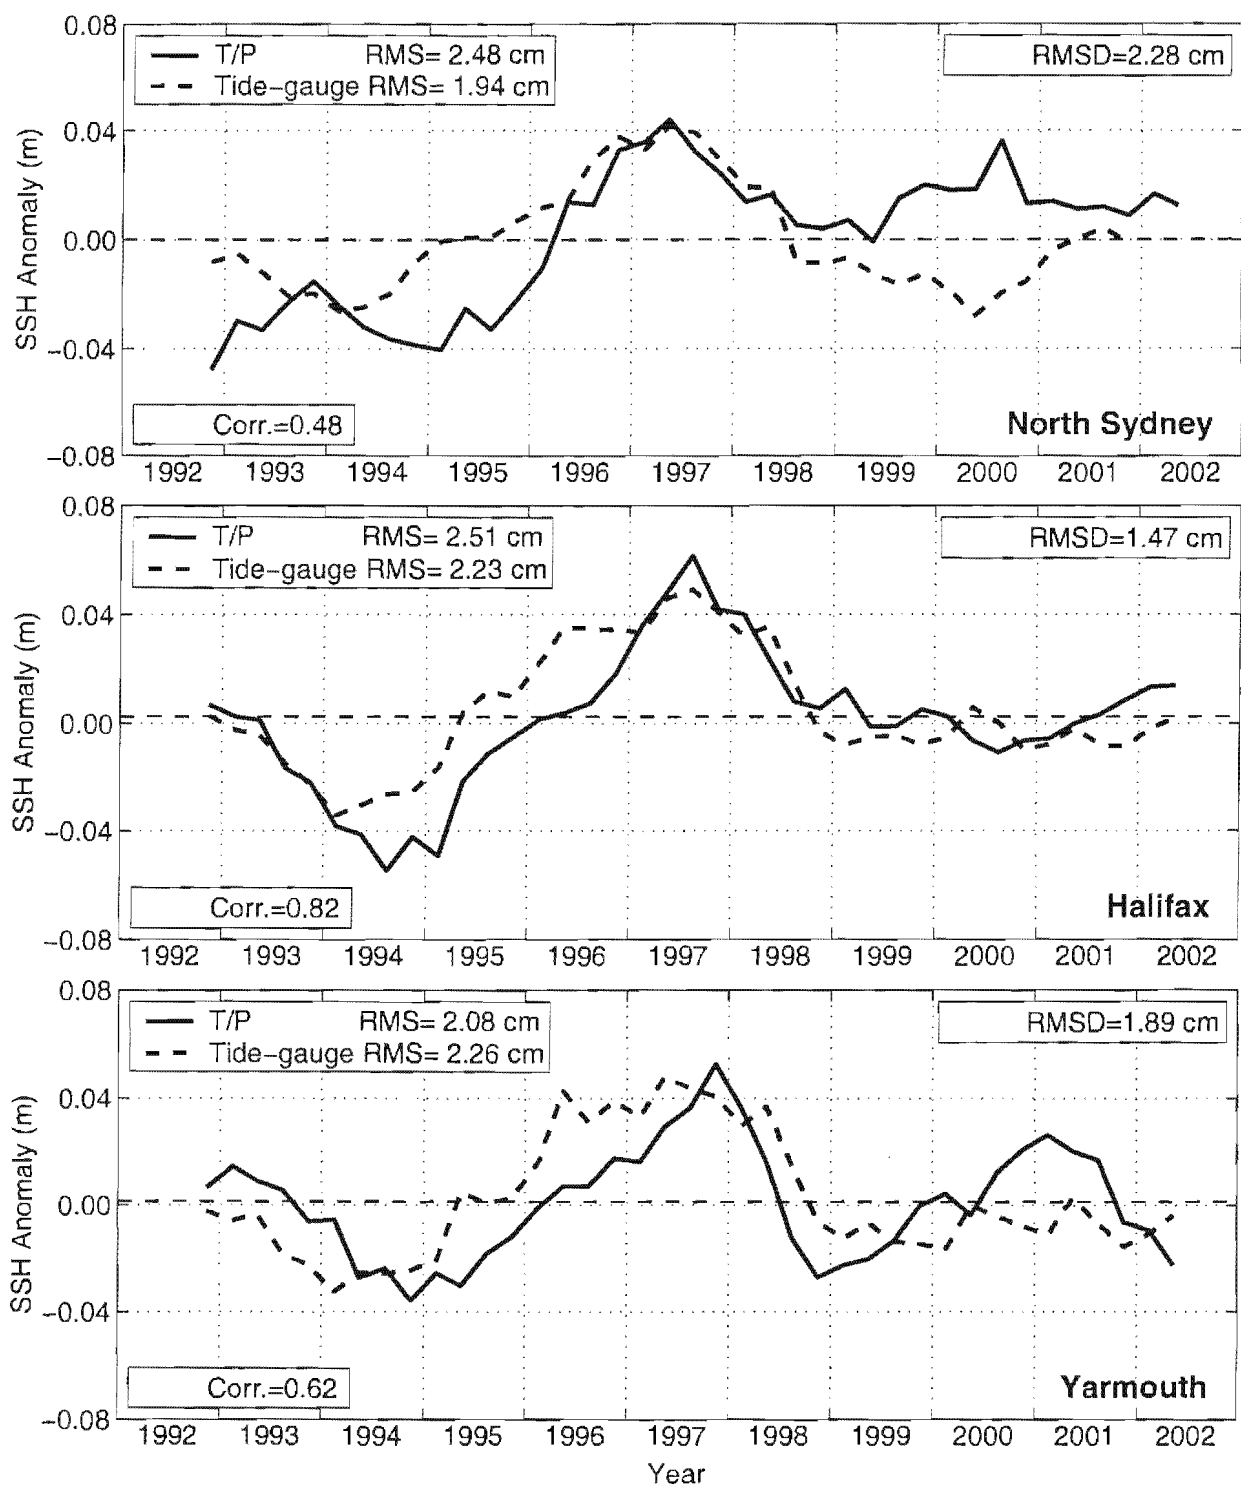 0.08
T/P RMS= 2.48 cm
Tide-gauge RMS= 1.94 cm
RMSD=2.28 cm
0.04
0.00
-0.04
-0.08
SSH Anomaly (m)
Corr.=0.48
North Sydney
1992 1993 1994 1995 1996 1997 1998 1999 2000 2001 2002
0.08
T/P RMS= 2.51 cm
Tide-gauge RMS= 2.23 cm
RMSD=1.47 cm
0.04
0.00
-0.04
-0.08
SSH Anomaly (m)
Corr.=0.82
Halifax
1992 1993 1994 1995 1996 1997 1998 1999 2000 2001 2002
0.08
T/P RMS= 2.08 cm
Tide-gauge RMS= 2.26 cm
RMSD=1.89 cm
0.04
0.00
-0.04
-0.08
SSH Anomaly (m)
Corr.=0.62
Yarmouth
1992 1993 1994 1995 1996 1997 1998 1999 2000 2001 2002
Year